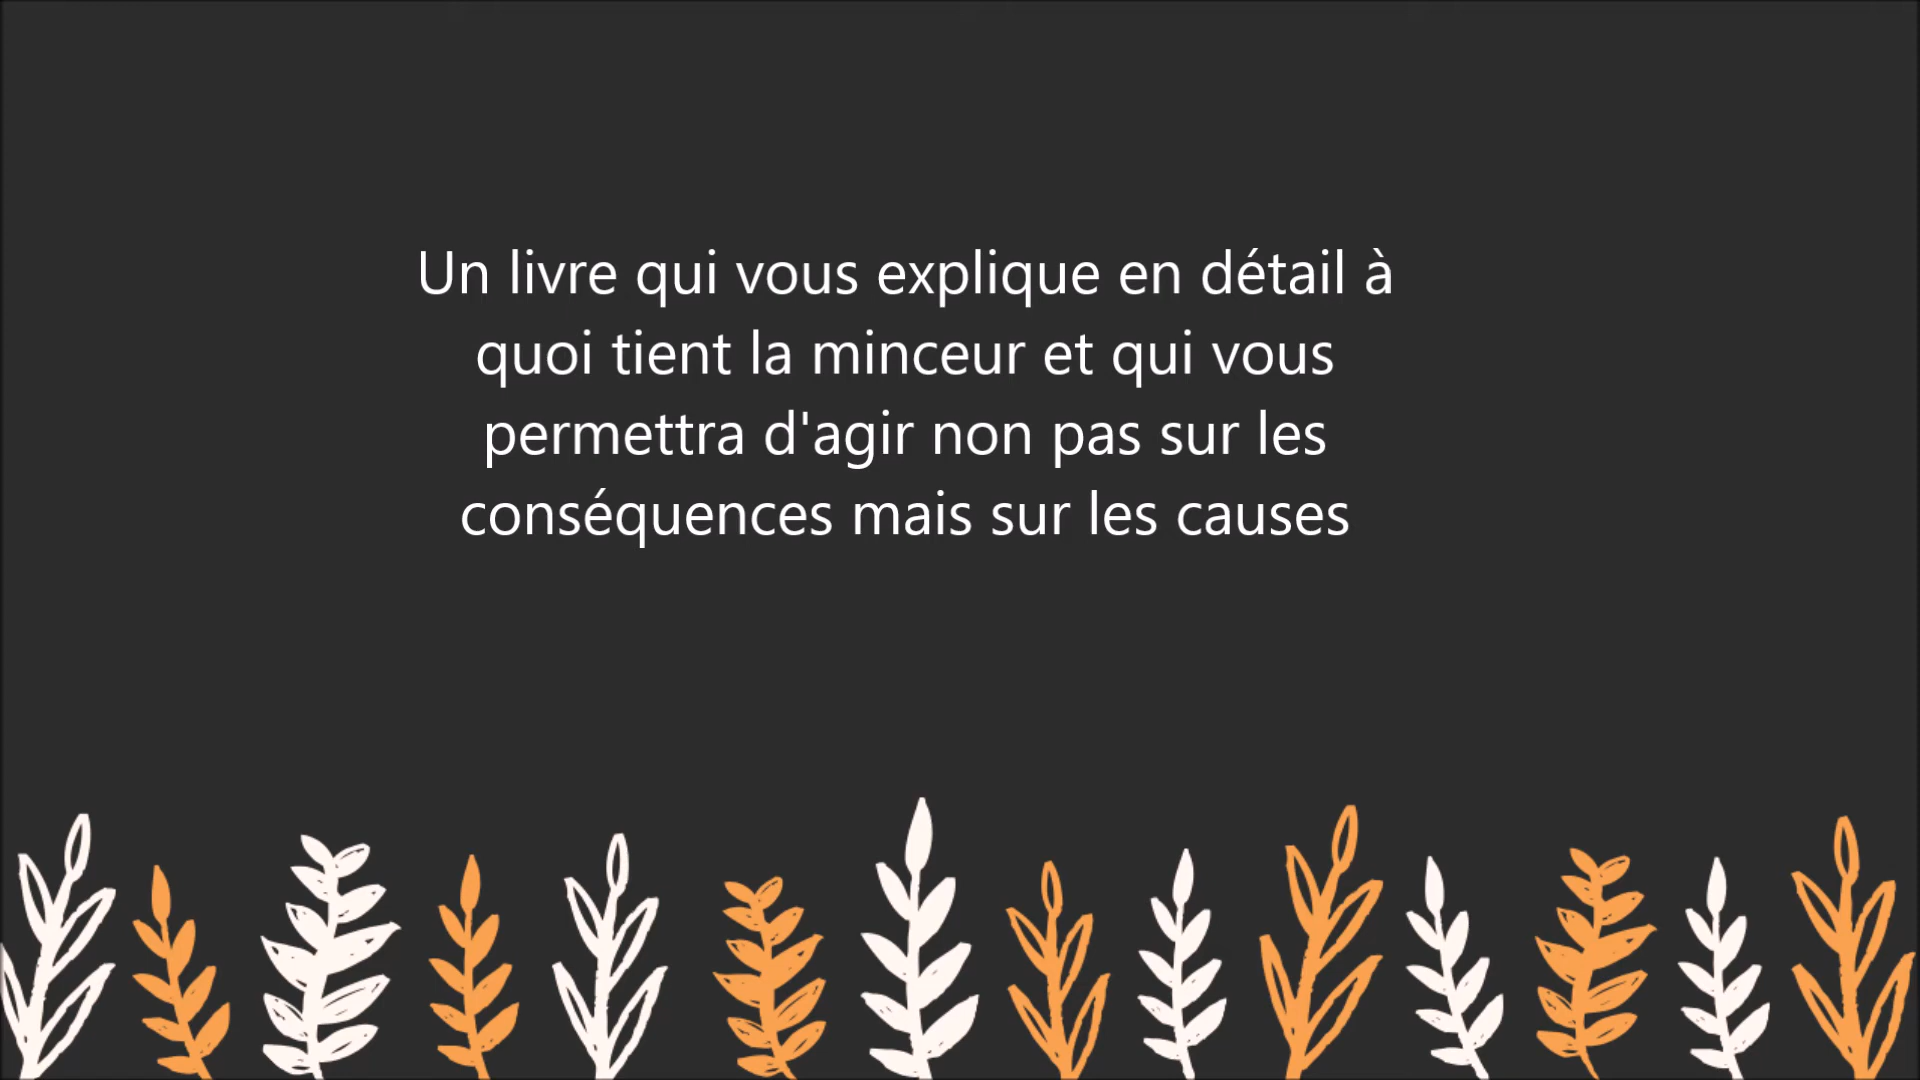 Un livre qui vous explique en détail à
quoi tient la minceur et qui vous
permettra d'agir non pas sur les
conséquences mais sur les causes